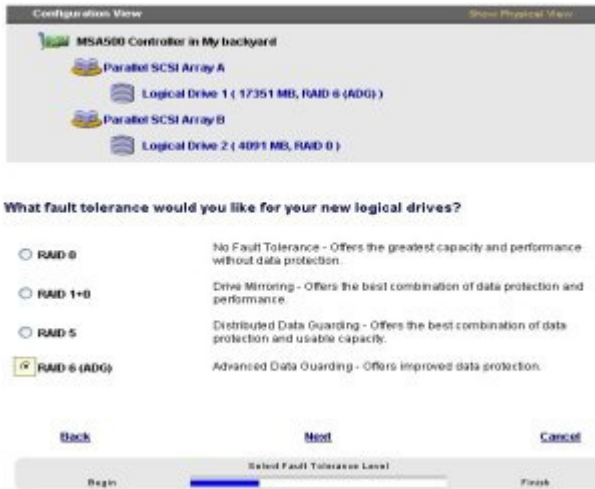 Configuration View Show Physical View
MSA500 Controller in My backyard
Parallel SCSI Array A
Logical Drive 1 ( 17351 MB, RAID 6 (ADG) )
Parallel SCSI Array B
Logical Drive 2 ( 4091 MB, RAID 0 )
What fault tolerance would you like for your new logical drives?
RAID 0 No Fault Tolerance - Offers the greatest capacity and performance
without data protection.
RAID 1+0 Drive Mirroring - Offers the best combination of data protection and
performance.
RAID 5 Distributed Data Guarding - Offers the best combination of data
protection and usable capacity.
RAID 6 (ADG) Advanced Data Guarding - Offers improved data protection.
Back Next Cancel
Select Fault Tolerance Level
Begin Finish